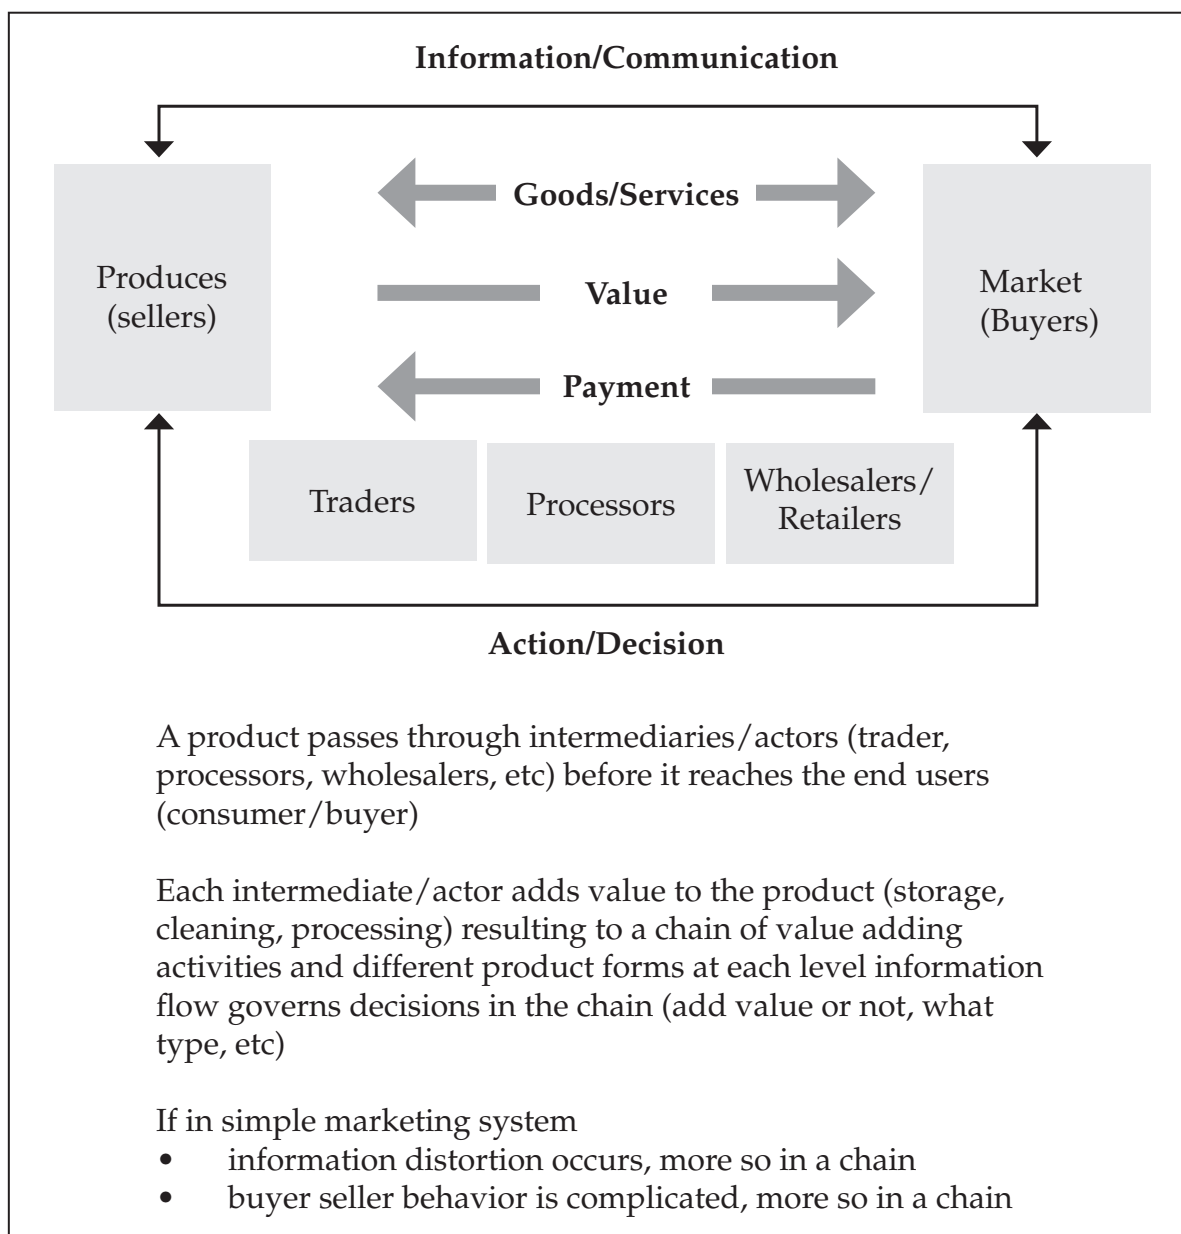 Information/Communication
Goods/Services
Produces
(sellers)
Value
Market
(Buyers)
Payment
Traders
Processors
Wholesalers/
Retailers
Action/Decision
A product passes through intermediaries/actors (trader,
processors, wholesalers, etc) before it reaches the end users
(consumer/buyer)
Each intermediate/actor adds value to the product (storage,
cleaning, processing) resulting to a chain of value adding
activities and different product forms at each level information
flow governs decisions in the chain (add value or not, what
type, etc)
If in simple marketing system
• information distortion occurs, more so in a chain
• buyer seller behavior is complicated, more so in a chain